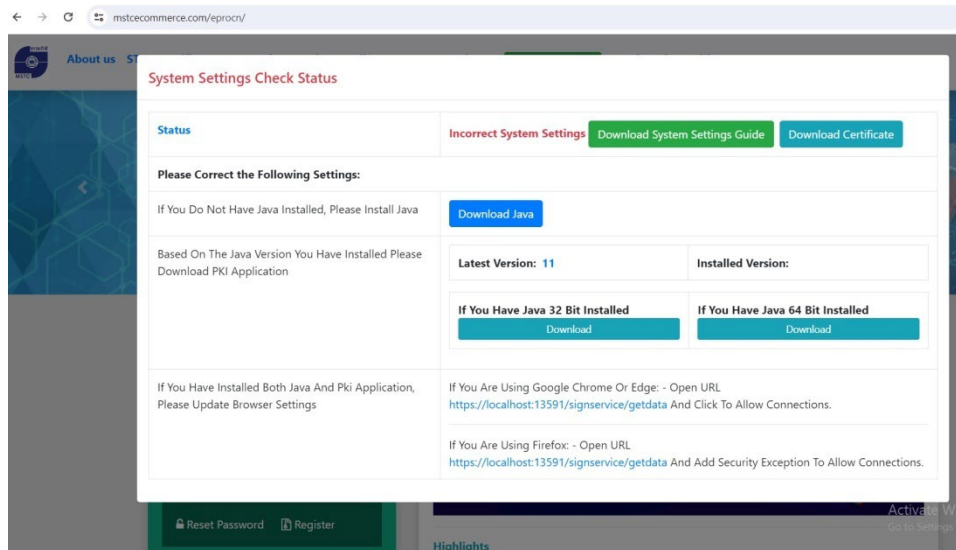 mstcecommerce.com/eprocn/
MSTC
About us
System Settings Check Status
Status
Incorrect System Settings Download System Settings Guide Download Certificate
Please Correct the Following Settings:
If You Do Not Have Java Installed, Please Install Java
Download Java
Based On The Java Version You Have Installed Please
Download PKI Application
Latest Version: 11 Installed Version:
If You Have Java 32 Bit Installed If You Have Java 64 Bit Installed
Download Download
If You Have Installed Both Java And Pki Application,
Please Update Browser Settings
If You Are Using Google Chrome Or Edge: - Open URL
https://localhost:13591/signservice/getdata And Click To Allow Connections.
If You Are Using Firefox: - Open URL
https://localhost:13591/signservice/getdata And Add Security Exception To Allow Connections.
Reset Password Register
Highlights
Activate W
Go to Settings